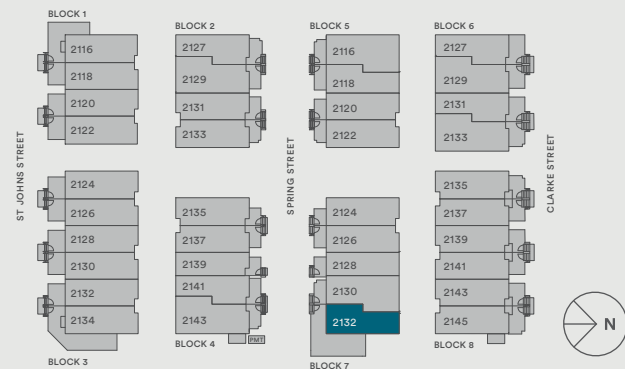 BLOCK 1
2116
2118
2120
2122
BLOCK 2
2127
2129
2131
2133
BLOCK 5
2116
2118
2120
2122
BLOCK 6
2127
2129
2131
2133
ST JOHNS STREET
SPRING STREET
CLARKE STREET
2124
2126
2128
2130
2132
2134
BLOCK 3
2135
2137
2139
2141
2143
BLOCK 4
PMT
2124
2126
2128
2130
2132
BLOCK 7
2135
2137
2139
2141
2143
2145
BLOCK 8
N